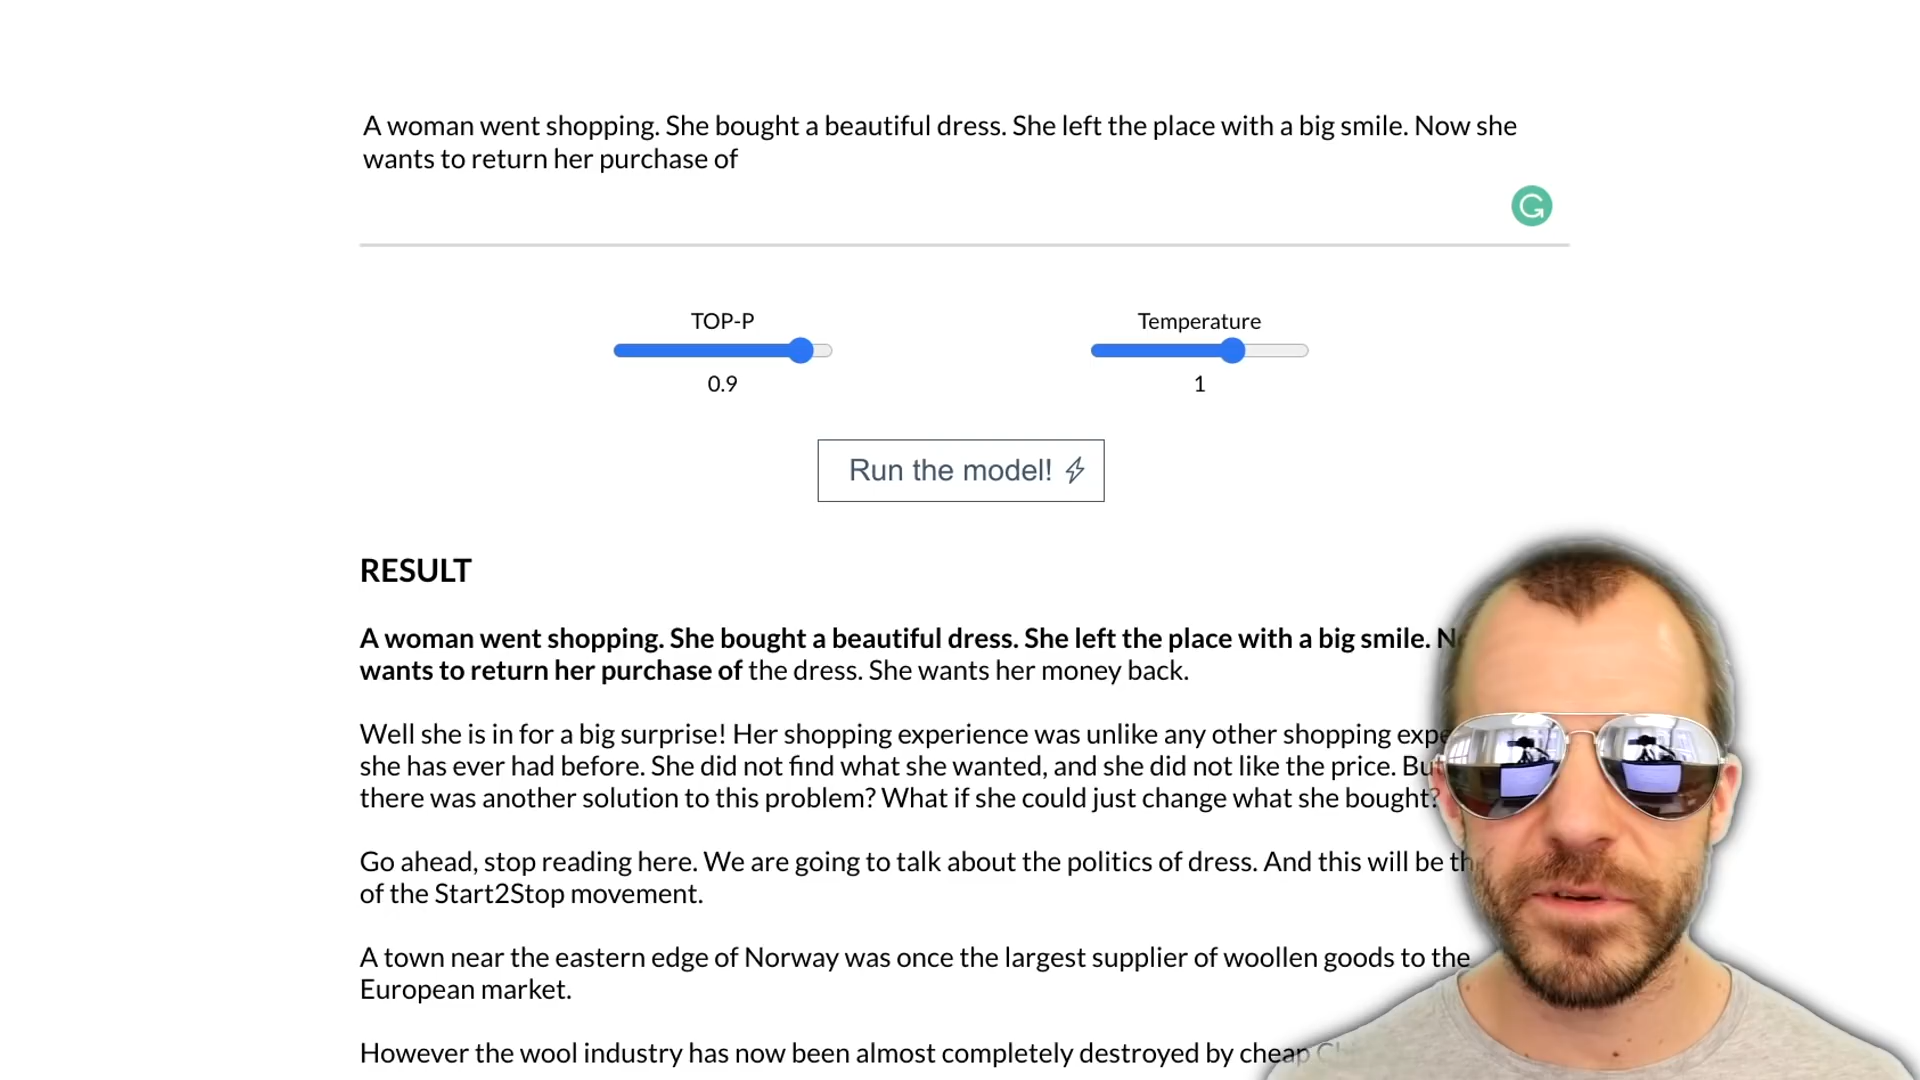 A woman went shopping. She bought a beautiful dress. She left the place with a big smile. Now she
wants to return her purchase of
TOP-P
Temperature
0.9
1
Run the model!
RESULT
A woman went shopping. She bought a beautiful dress. She left the place with a big smile.
wants to return her purchase of the dress. She wants her money back.
Well she is in for a big surprise! Her shopping experience was unlike any other shopping
she has ever had before. She did not find what she wanted, and she did not like the price.
there was another solution to this problem? What if she could just change what she bought?
Go ahead, stop reading here. We are going to talk about the politics of dress. And this will be
of the Start2Stop movement.
A town near the eastern edge of Norway was once the largest supplier of woollen goods to the
European market.
However the wool industry has now been almost completely destroyed by cheap